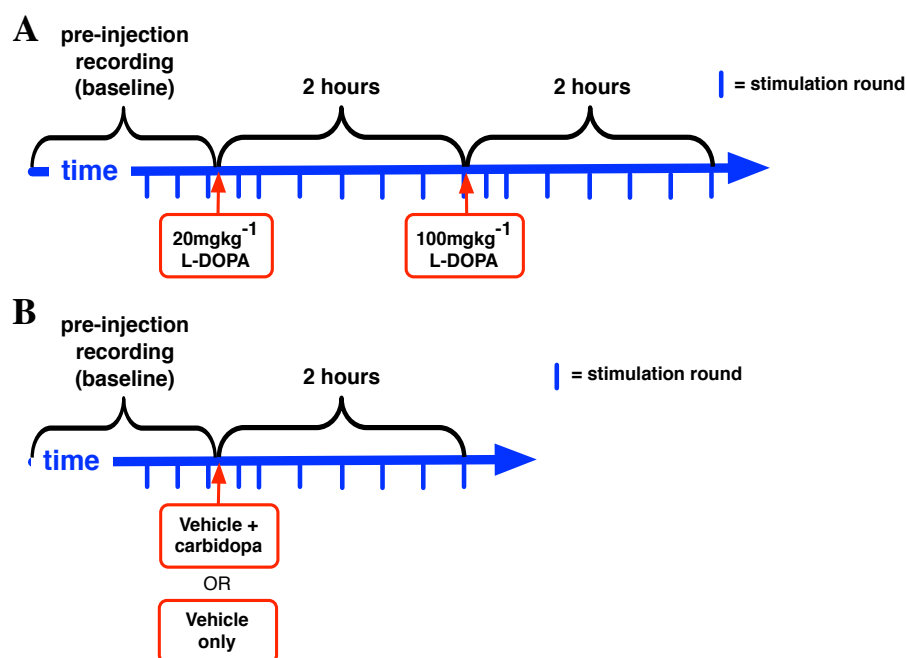 A
pre-injection
recording
(baseline)
2 hours
2 hours
= stimulation round
time
20mgkg-1
L-DOPA
100mgkg-1
L-DOPA
B
pre-injection
recording
(baseline)
2 hours
= stimulation round
time
Vehicle +
carbidopa
OR
Vehicle
only